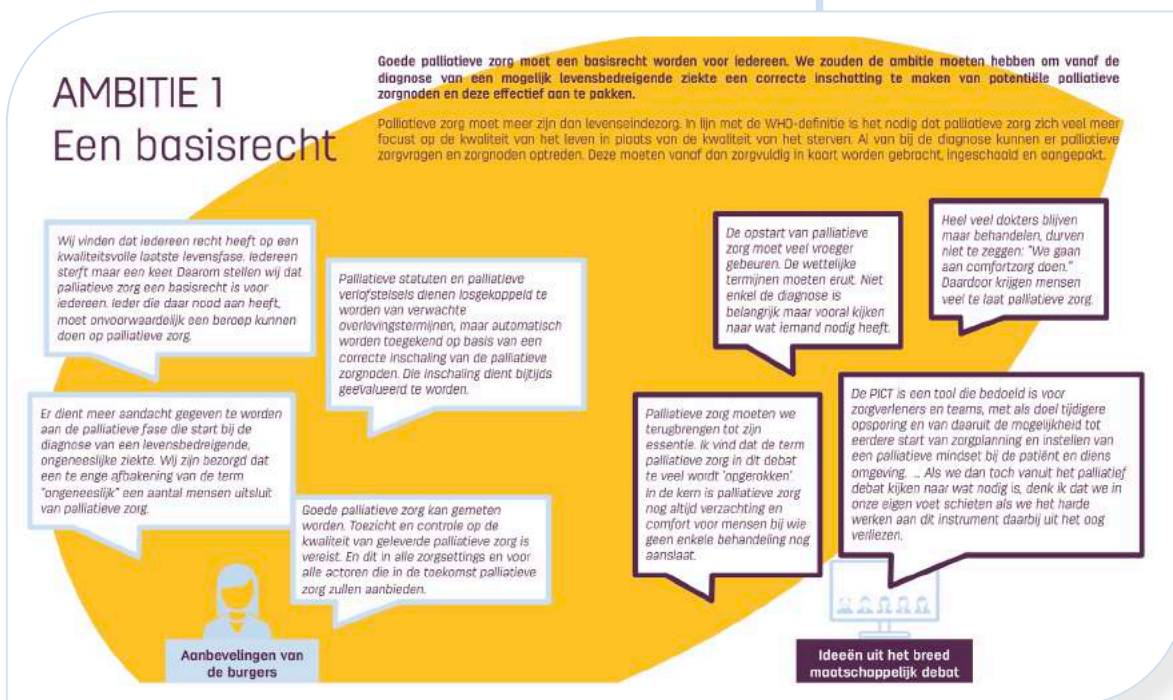 AMBITIE 1
Een basisrecht
Goede palliatieve zorg moet een basisrecht worden voor iedereen. We zouden de ambitie moeten hebben om vanaf de
diagnose van een mogelijk levensbedreigende ziekte een correcte inschatting te maken van potentiële palliatieve
zorgnoden en deze effectief aan te pakken.
Palliatieve zorg moet meer zijn dan levenseindezorg. In lijn met de WHO-definitie is het nodig dat palliatieve zorg zich veel meer
focust op de kwaliteit van het leven in plaats van de kwaliteit van het sterven. Al van bij de diagnose kunnen er palliatieve
zorgvragen en zorgnoden optreden. Deze moeten vanaf dan zorgvuldig in kaart worden gebracht, ingeschaald en aangepakt.
Wij vinden dat iedereen recht heeft op een
kwaliteitsvolle laatste levensfase. Iedereen
sterft maar een keer. Daarom stellen wij dat
palliatieve zorg een basisrecht is voor
iedereen. Ieder die daar nood aan heeft,
moet onvoorwaardelijk een beroep kunnen
doen op palliatieve zorg.
Palliatieve statuten en palliatieve
verlofstelsels dienen losgekoppeld te
worden van verwachte
overlevingstermijnen, maar automatisch
worden toegekend op basis van een
correcte inschaling van de palliatieve
zorgnoden. Die inschaling dient bijtijds
geëvalueerd te worden.
Er dient meer aandacht gegeven te worden
aan de palliatieve fase die start bij de
diagnose van een levensbedreigende,
ongeneeslijke ziekte. Wij zijn bezorgd dat
een te enge afbakening van de term
"ongeneeslijk" een aantal mensen uitsluit
van palliatieve zorg.
Goede palliatieve zorg kan gemeten
worden. Toezicht en controle op de
kwaliteit van geleverde palliatieve zorg is
vereist. En dit in alle zorgsettings en voor
alle actoren die in de toekomst palliatieve
zorg zullen aanbieden.
Aanbevelingen van
de burgers
De opstart van palliatieve
zorg moet veel vroeger
gebeuren. De wettelijke
termijnen moeten eruit. Niet
enkel de diagnose is
belangrijk maar vooral kijken
naar wat iemand nodig heeft.
Heel veel dokters blijven
maar behandelen, durven
niet te zeggen: "We gaan
aan comfortzorg doen."
Daardoor krijgen mensen
veel te laat palliatieve zorg.
Palliatieve zorg moeten we
terugbrengen tot zijn
essentie. Ik vind dat de term
palliatieve zorg in dit debat
te veel wordt 'opgerokken'.
In de kern is palliatieve zorg
nog altijd verzachting en
comfort voor mensen bij wie
geen enkele behandeling nog
aanslaat.
De PICT is een tool die bedoeld is voor
zorgverleners en teams, met als doel tijdigere
opsporing en van daaruit de mogelijkheid tot
eerdere start van zorgplanning en instellen van
een palliatieve mindset bij de patiënt en diens
omgeving. ... Als we dan toch vanuit het palliatief
debat kijken naar wat nodig is, denk ik dat we in
onze eigen voet schieten als we het harde
werken aan dit instrument daarbij uit het oog
verliezen.
Ideeën uit het breed
maatschappelijk debat